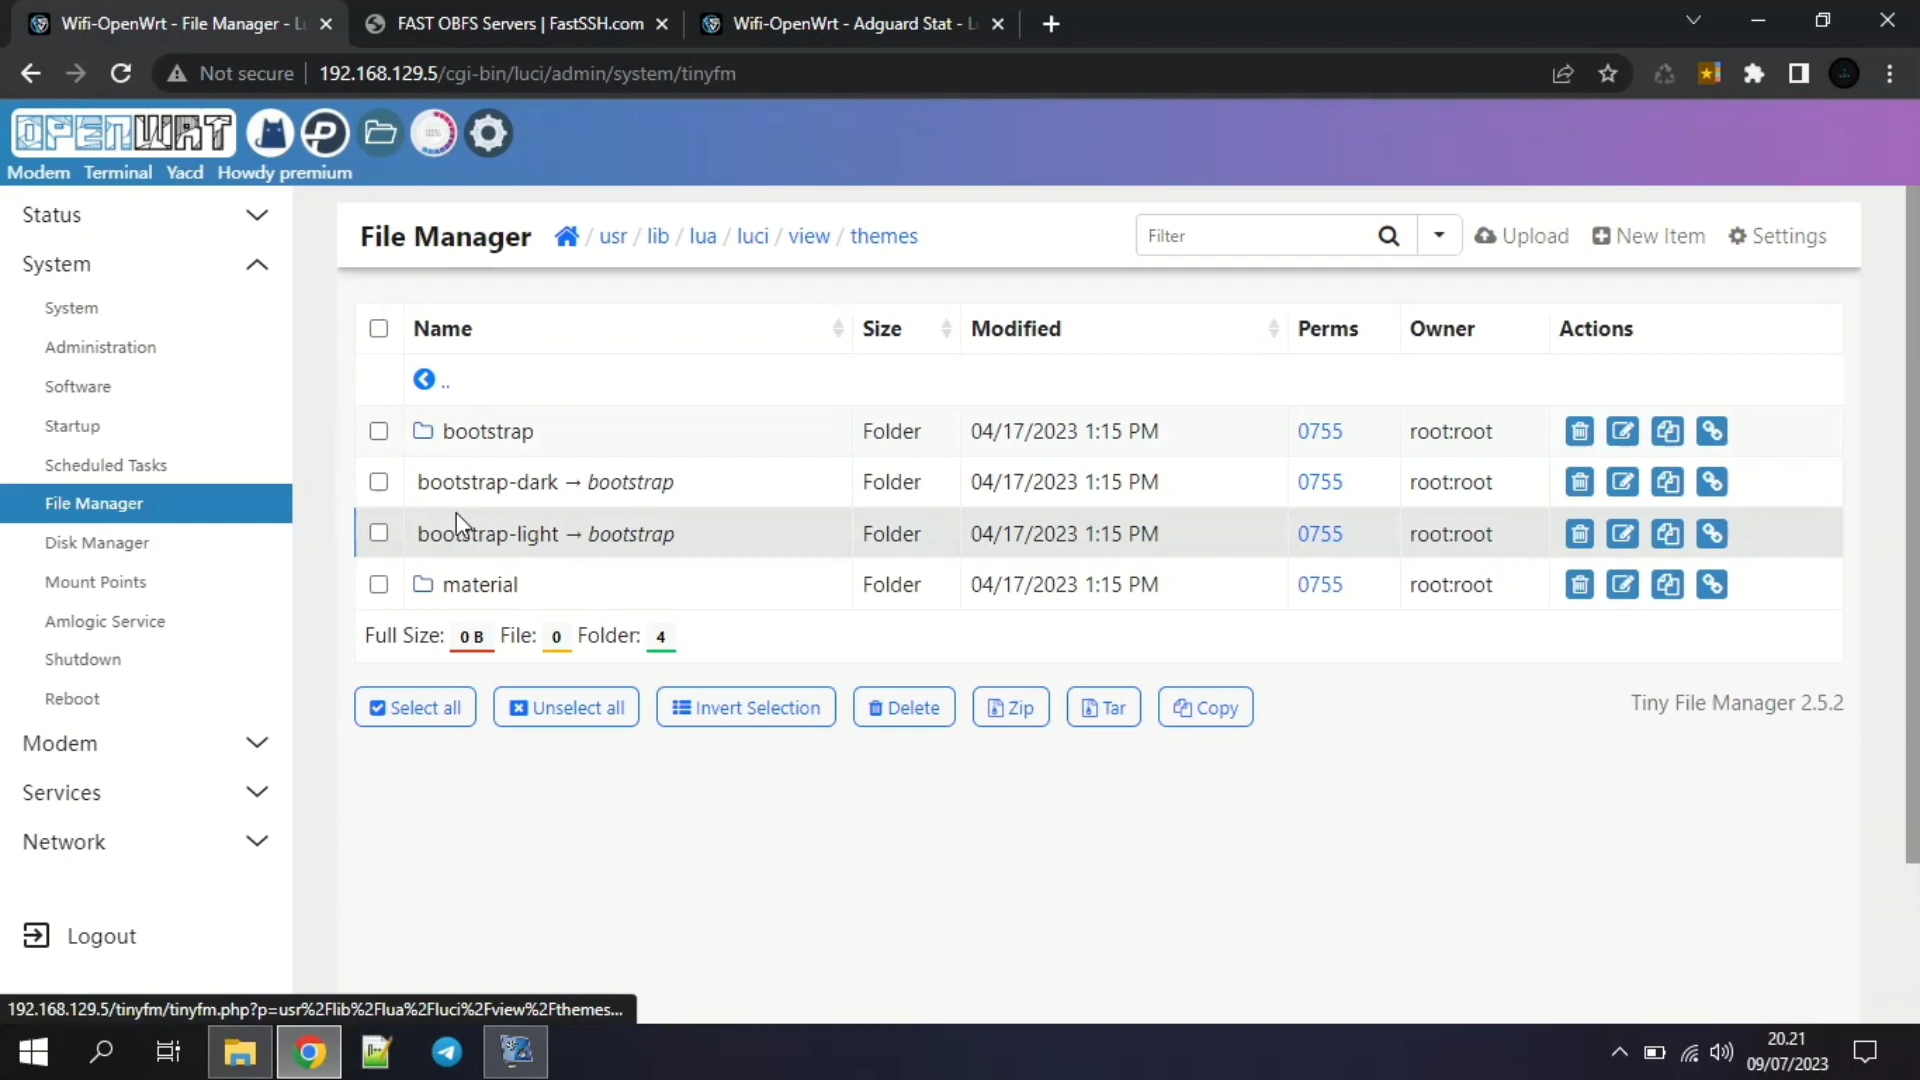 Wifi-OpenWrt - File Manager - L
FAST OBFS Servers | FastSSH.com
Wifi-OpenWrt - Adguard Stat - L
Not secure
192.168.129.5/cgi-bin/luci/admin/system/tinyfm
OPENWRT
Modem Terminal Yacd Howdy premium
Status
System
System
Administration
Software
Startup
Scheduled Tasks
File Manager
Disk Manager
Mount Points
Amlogic Service
Shutdown
Reboot
Modem
Services
Network
Logout
File Manager / usr / lib / lua / luci / view / themes
Filter
Upload
New Item
Settings
Name Size Modified Perms Owner Actions
..
bootstrap Folder 04/17/2023 1:15 PM 0755 root:root
bootstrap-dark → bootstrap Folder 04/17/2023 1:15 PM 0755 root:root
bootstrap-light → bootstrap Folder 04/17/2023 1:15 PM 0755 root:root
material Folder 04/17/2023 1:15 PM 0755 root:root
Full Size: 0 B File: 0 Folder: 4
Select all
Unselect all
Invert Selection
Delete
Zip
Tar
Copy
Tiny File Manager 2.5.2
192.168.129.5/tinyfm/tinyfm.php?p=usr%2Flib%2Flua%2Fluci%2Fview%2Fthemes...
20.21
09/07/2023